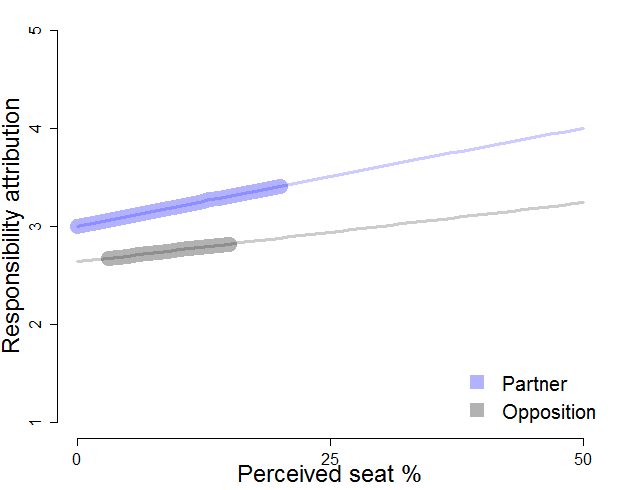 Responsibility attribution
5
4
3
2
1
Partner
Opposition
0
25
50
Perceived seat %